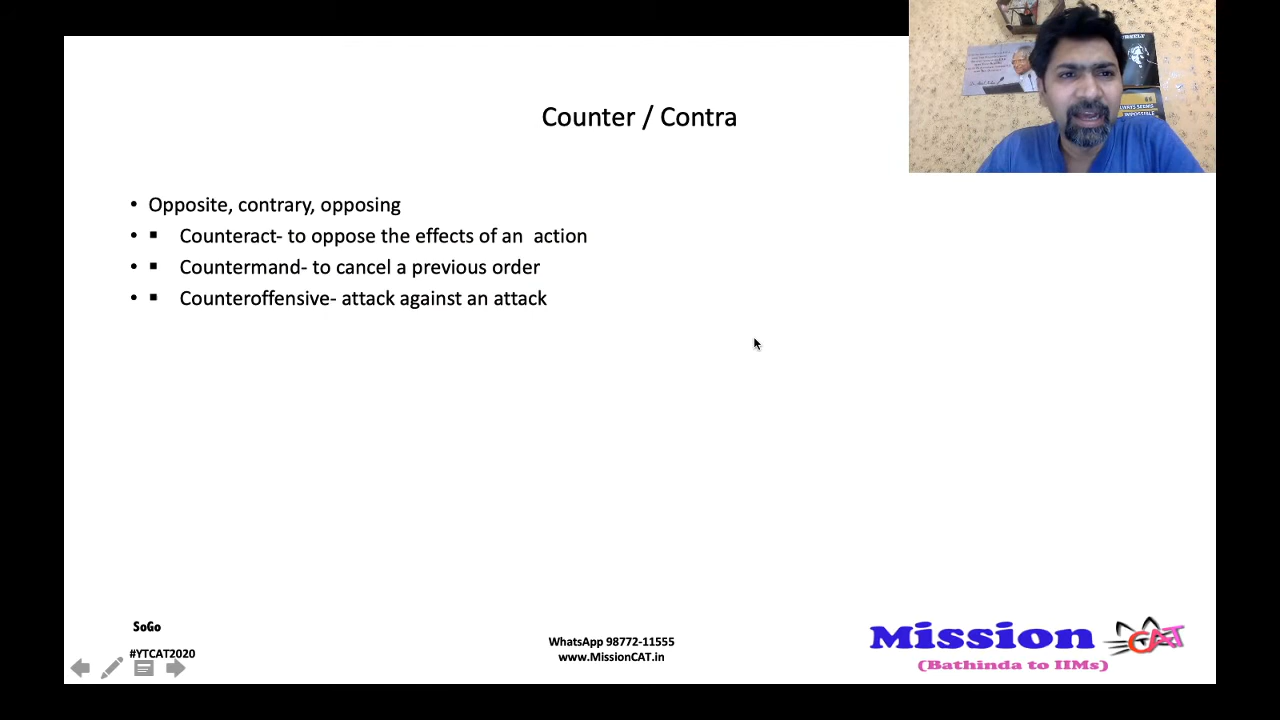 Counter / Contra
• Opposite, contrary, opposing
• ▪ Counteract- to oppose the effects of an action
• ▪ Countermand- to cancel a previous order
• ▪ Counteroffensive- attack against an attack
SoGo
#YTCAT2020
WhatsApp 98772-11555
www.MissionCAT.in
Mission CAT
(Bathinda to IIMs)